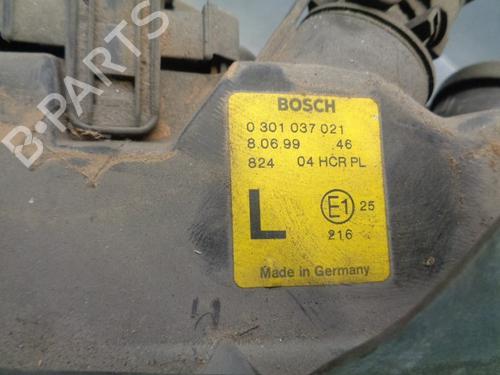 BOSCH
0 301 037 021
8.06.99 .46
824 04 HCR PL
L E1 25
216
Made in Germany
B-Parts